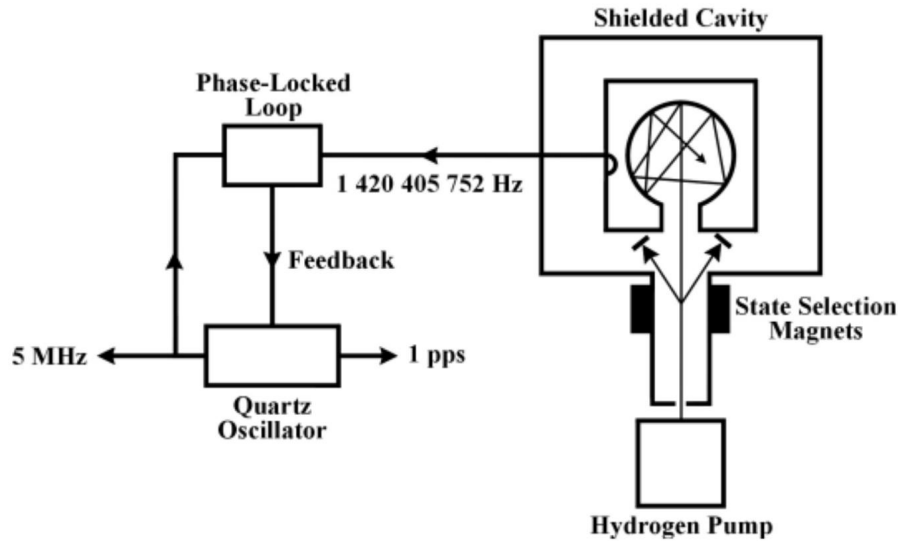 Shielded Cavity
Phase-Locked
Loop
1 420 405 752 Hz
Feedback
State Selection
Magnets
5 MHz
1 pps
Quartz
Oscillator
Hydrogen Pump